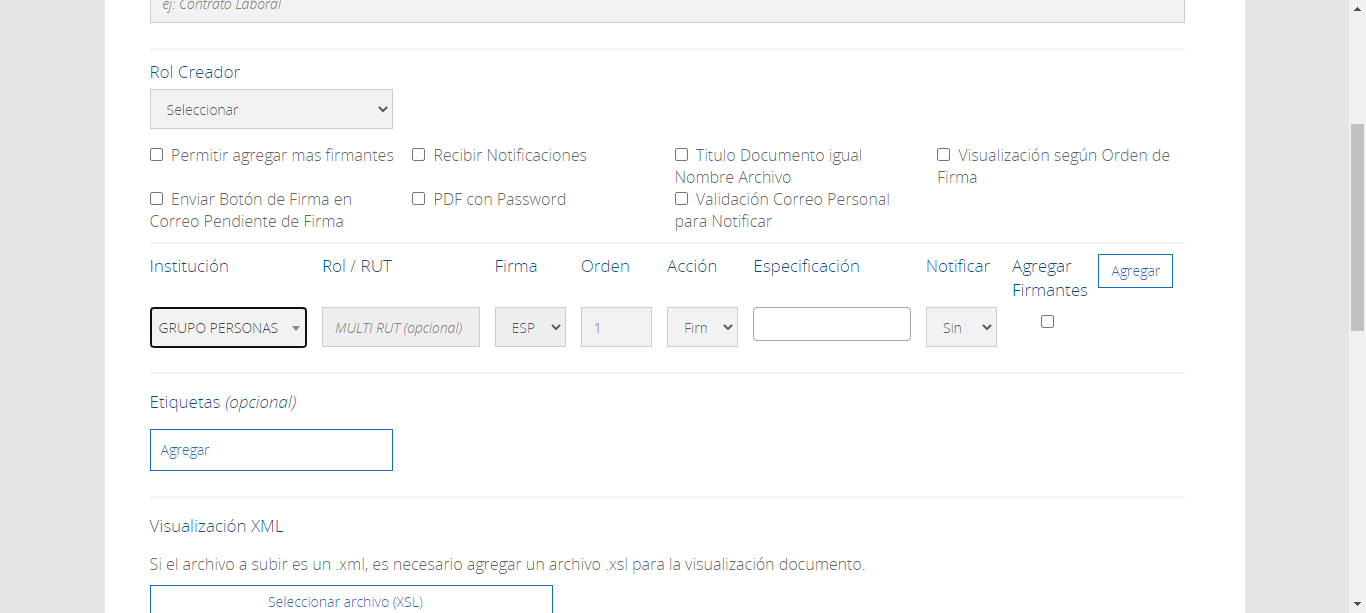 ej: Contrato Laboral
Rol Creador
Seleccionar
Permitir agregar mas firmantes
Recibir Notificaciones
Titulo Documento igual
Nombre Archivo
Visualización según Orden de
Firma
Enviar Botón de Firma en
Correo Pendiente de Firma
PDF con Password
Validación Correo Personal
para Notificar
Institución
Rol / RUT
Firma
Orden
Acción
Especificación
Notificar
Agregar
Firmantes
Agregar
GRUPO PERSONAS
MULTI RUT (opcional)
ESP
1
Firn
Sin
Etiquetas (opcional)
Agregar
Visualización XML
Si el archivo a subir es un .xml, es necesario agregar un archivo .xsl para la visualización documento.
Seleccionar archivo (XSL)